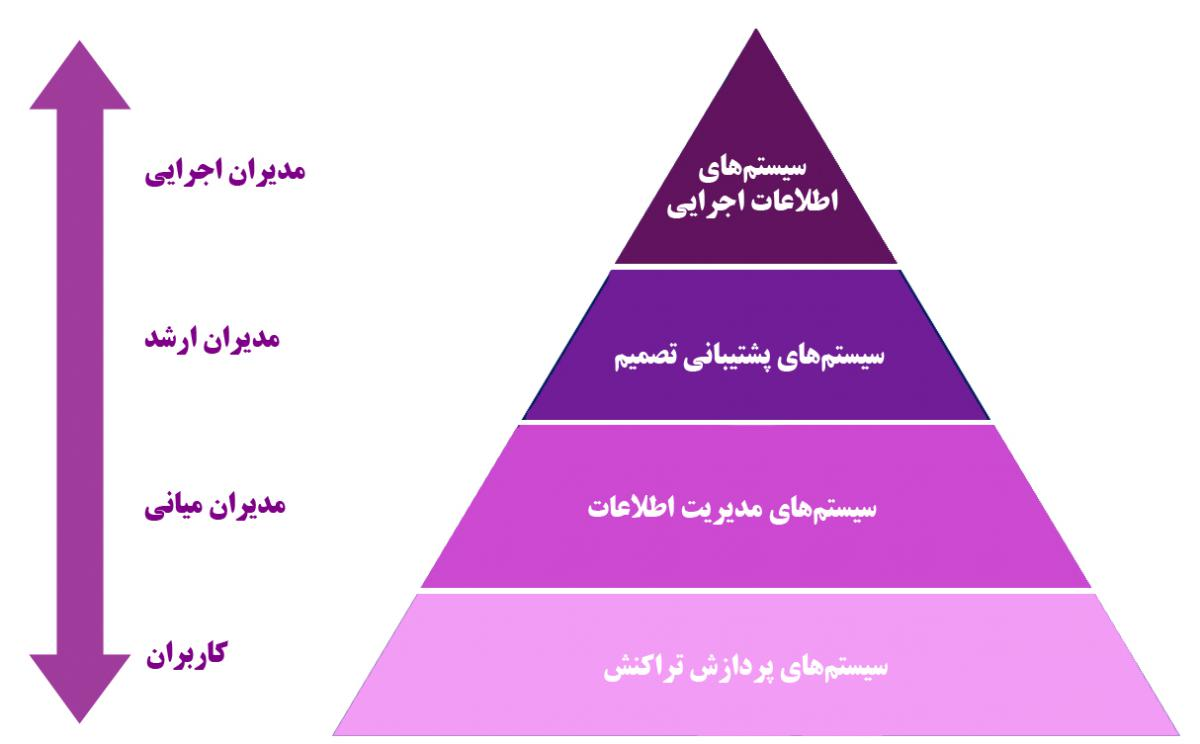 مدیران اجرایی
سیستم‌های
اطلاعات اجرایی
مدیران ارشد
سیستم‌های پشتیبانی تصمیم
مدیران میانی
سیستم‌های مدیریت اطلاعات
کاربران
سیستم‌های پردازش تراکنش